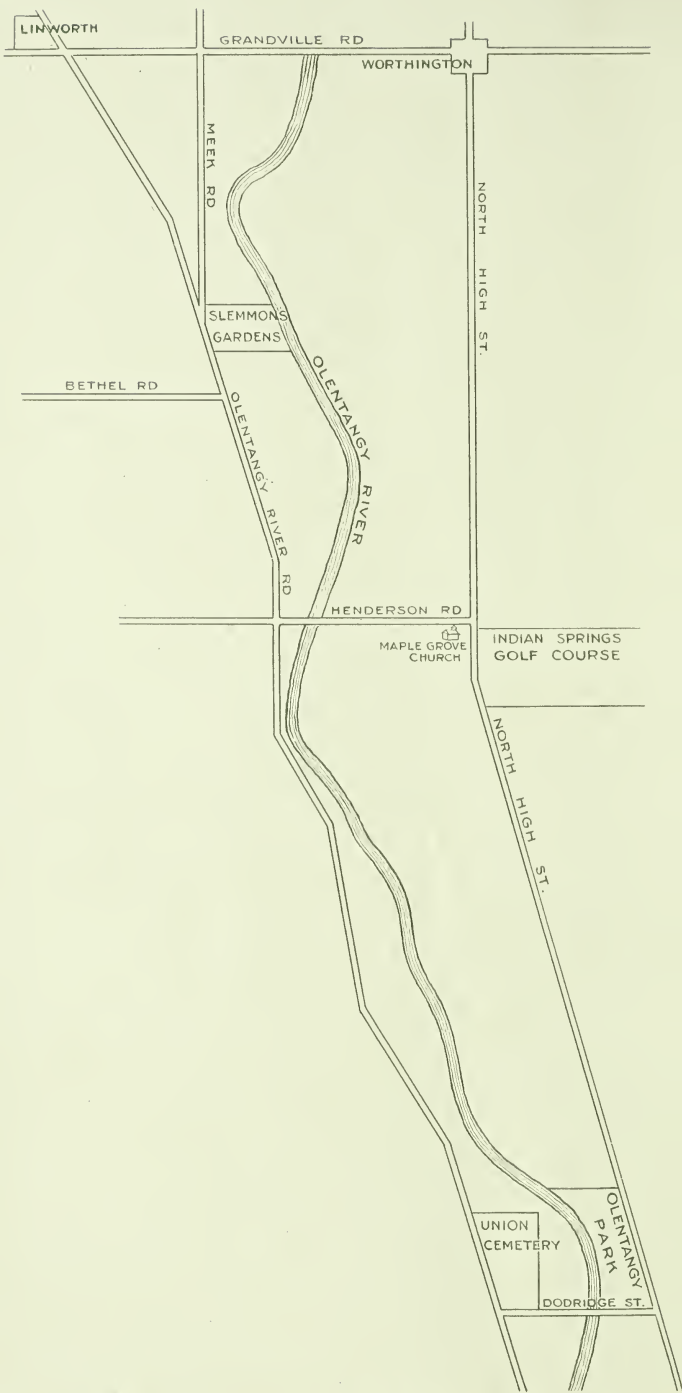 LINWORTH
GRANDVILLE RD
WORTHINGTON
MEEK RD
NORTH HIGH ST.
SLEMMONS
GARDENS
OLENTANGY RIVER
BETHEL RD
OLENTANGY RIVER RD
HENDERSON RD
MAPLE GROVE
CHURCH
INDIAN SPRINGS
GOLF COURSE
NORTH HIGH ST.
OLENTANGY
PARK
UNION
CEMETERY
DODRIDGE ST.